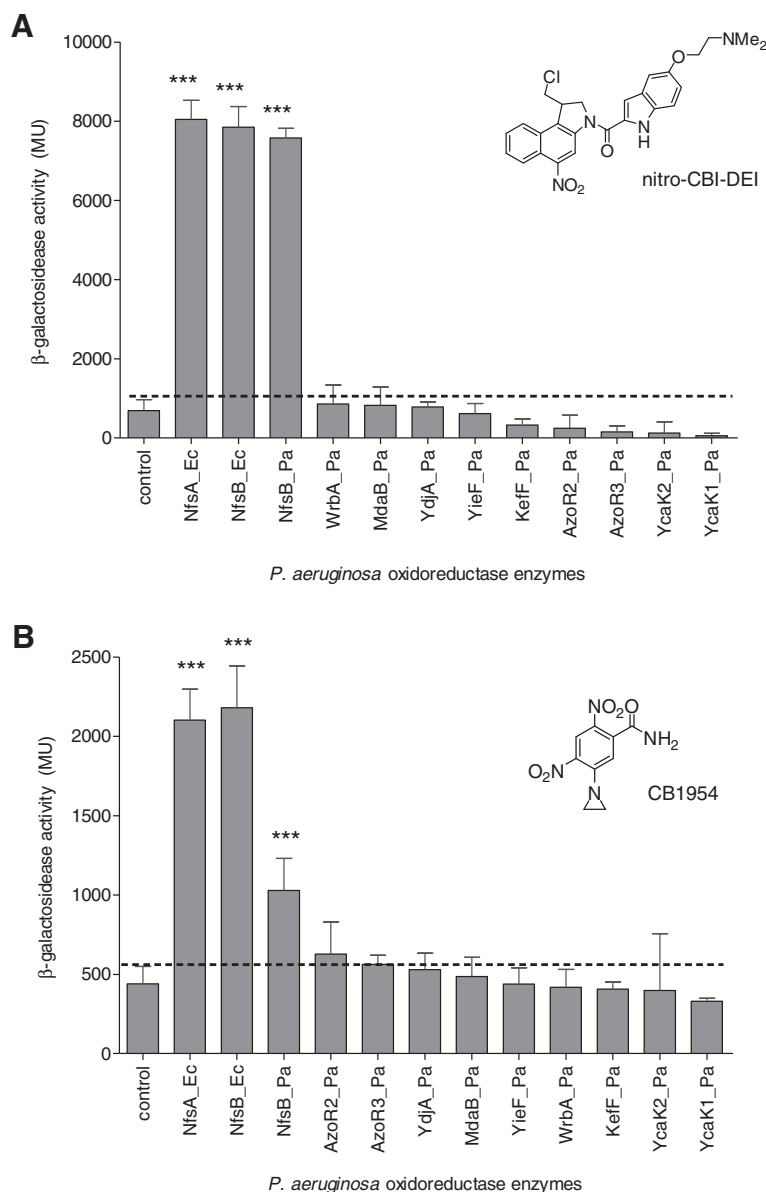 A
10000
8000
6000
4000
2000
0
β-galactosidease activity (MU)
***
***
***
Cl
O
NMe2
N
O
N
H
NO2
nitro-CBI-DEI
control
NfsA_Ec
NfsB_Ec
NfsB_Pa
WrbA_Pa
MdaB_Pa
YdjA_Pa
YieF_Pa
KefF_Pa
AzoR2_Pa
AzoR3_Pa
YcaK2_Pa
YcaK1_Pa
P. aeruginosa oxidoreductase enzymes
B
2500
2000
1500
1000
500
0
β-galactosidease activity (MU)
***
***
***
NO2
O
NH2
O2N
N
CB1954
control
NfsA_Ec
NfsB_Ec
NfsB_Pa
AzoR2_Pa
AzoR3_Pa
YdjA_Pa
MdaB_Pa
YieF_Pa
WrbA_Pa
KefF_Pa
YcaK2_Pa
YcaK1_Pa
P. aeruginosa oxidoreductase enzymes